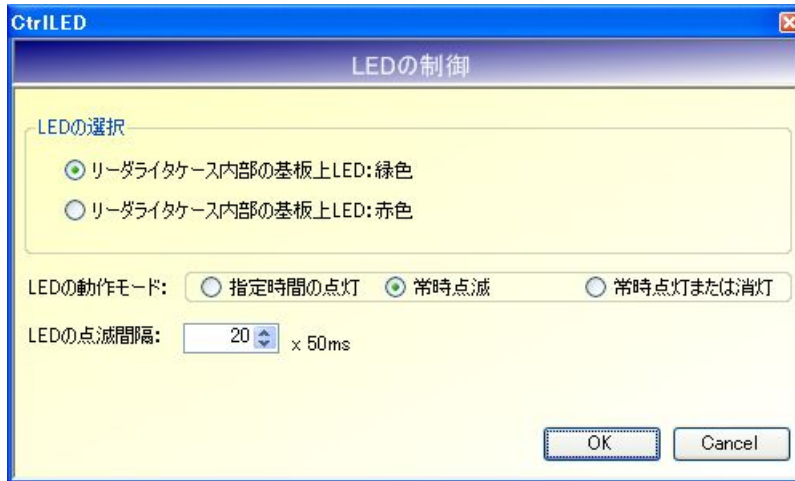 CtrlLED
LEDの制御
LEDの選択
リーダライタケース内部の基板上LED:緑色
リーダライタケース内部の基板上LED:赤色
LEDの動作モード: 指定時間の点灯 常時点滅 常時点灯または消灯
LEDの点滅間隔: 20 x 50ms
OK Cancel